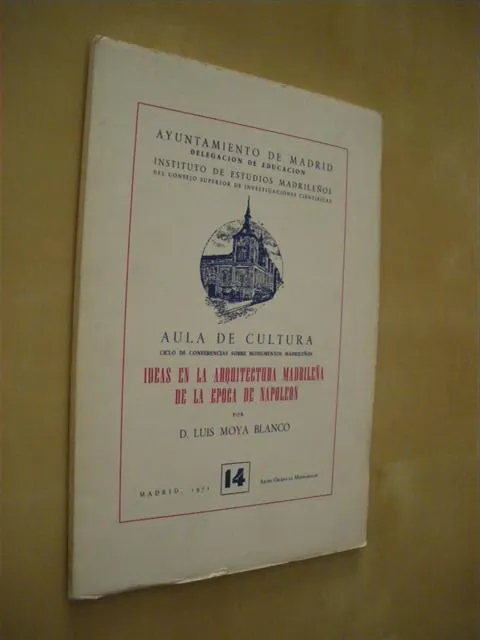 AYUNTAMIENTO DE MADRID
DELEGACION DE EDUCACION
INSTITUTO DE ESTUDIOS MADRILEÑOS
DEL CONSEJO SUPERIOR DE INVESTIGACIONES CIENTIFICAS
AULA DE CULTURA
CICLO DE CONFERENCIAS SOBRE MONUMENTOS MADRILEÑOS
IDEAS EN LA ARQUITECTURA MADRILEÑA
DE LA EPOCA DE NAPOLEON
POR
D. LUIS MOYA BLANCO
MADRID, 1972
14